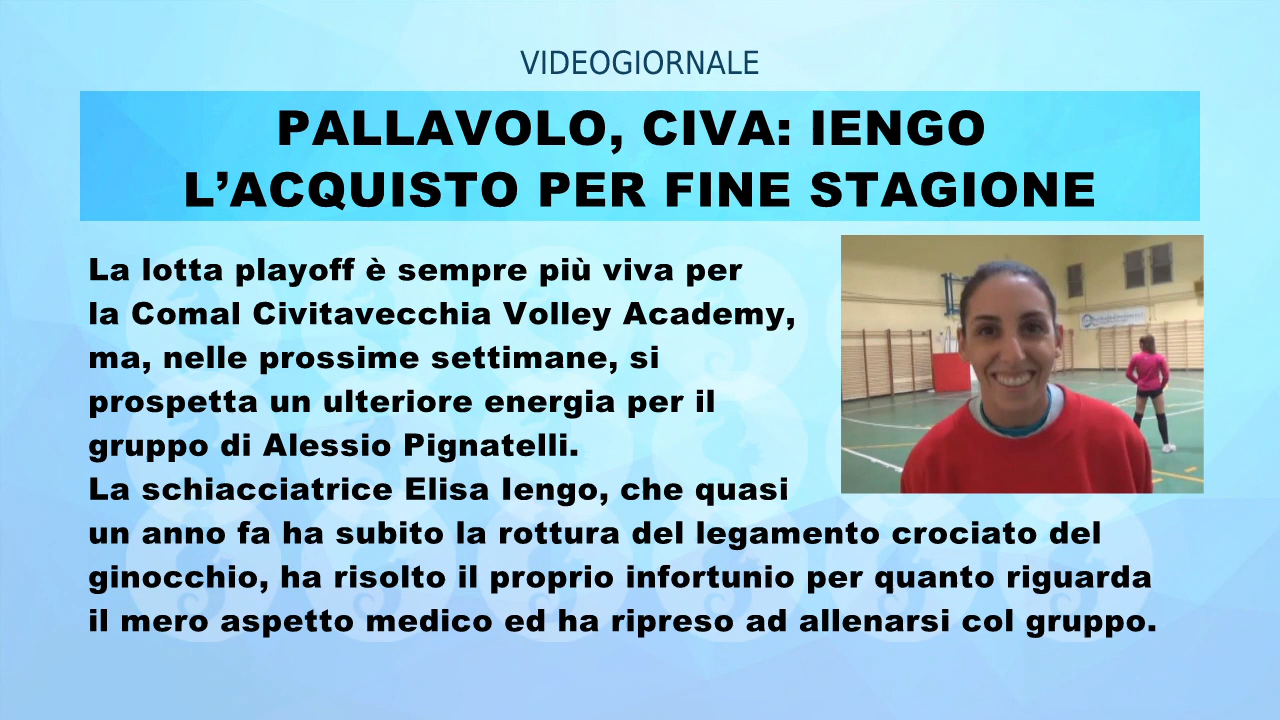 VIDEOGIORNALE
PALLAVOLO, CIVA: IENGO
L’ACQUISTO PER FINE STAGIONE
La lotta playoff è sempre più viva per
la Comal Civitavecchia Volley Academy,
ma, nelle prossime settimane, si
prospetta un ulteriore energia per il
gruppo di Alessio Pignatelli.
La schiacciatrice Elisa Iengo, che quasi
un anno fa ha subito la rottura del legamento crociato del
ginocchio, ha risolto il proprio infortunio per quanto riguarda
il mero aspetto medico ed ha ripreso ad allenarsi col gruppo.